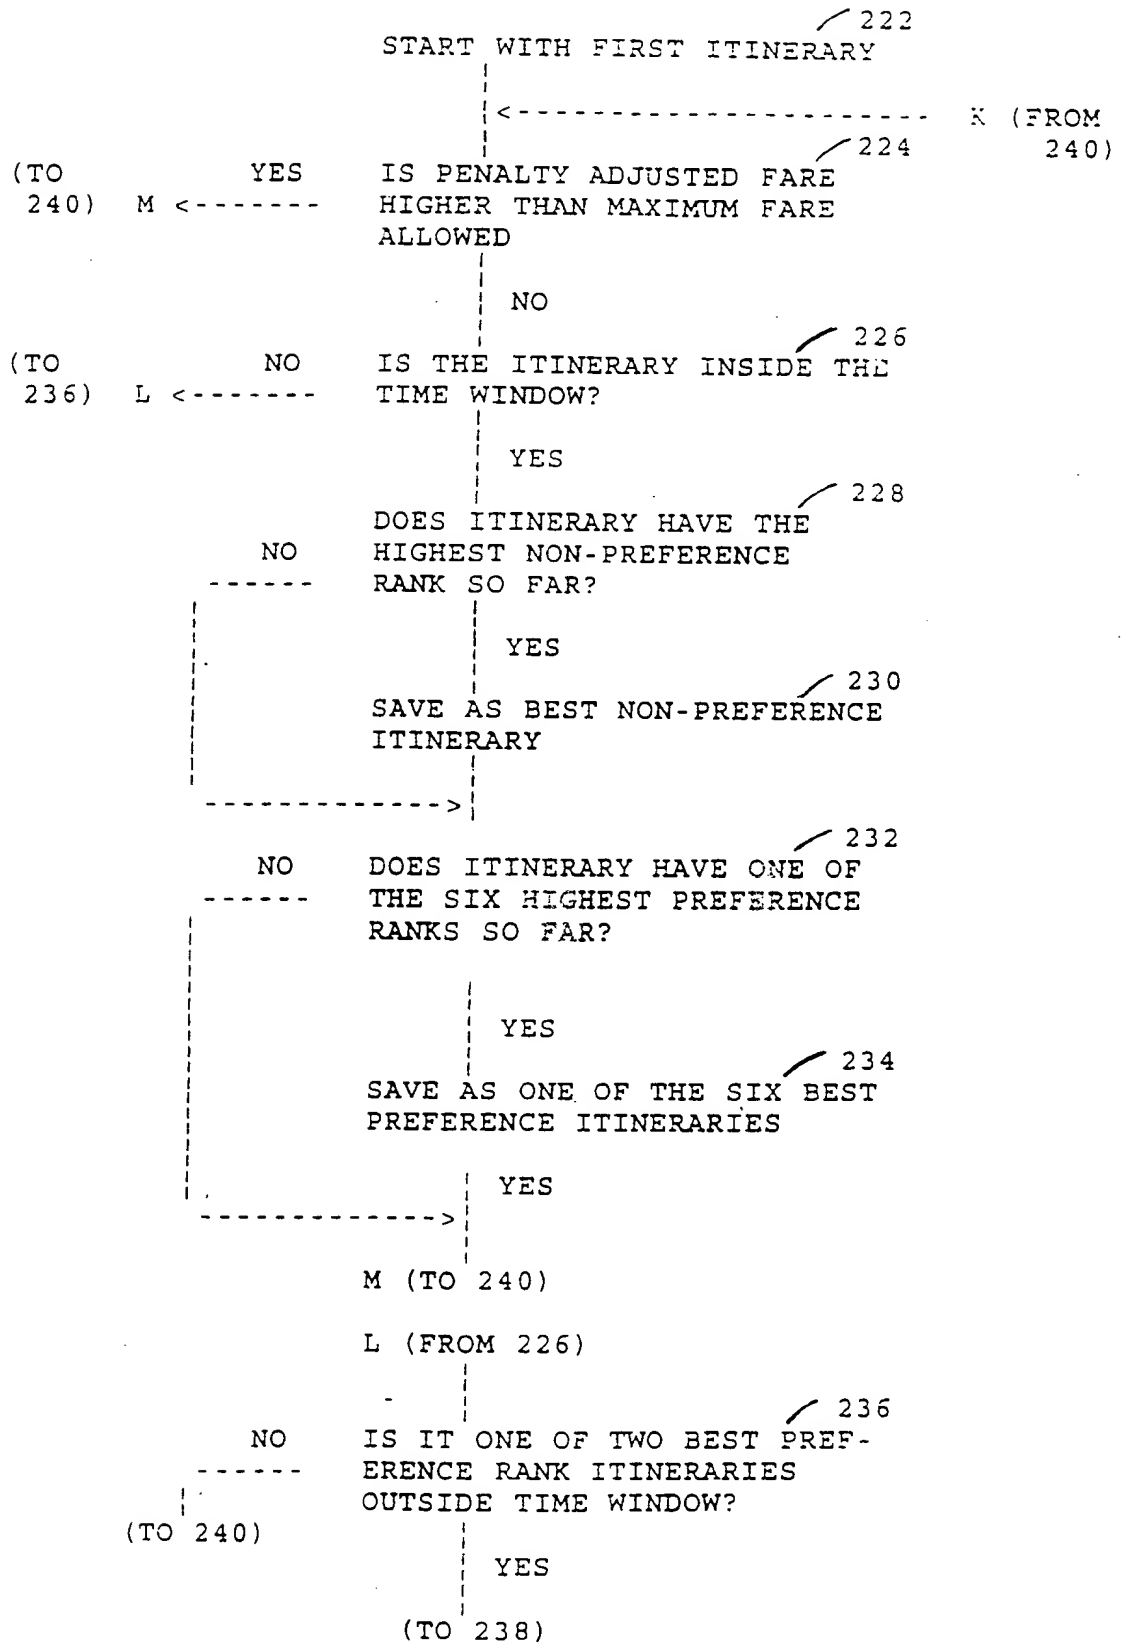 222
START WITH FIRST ITINERARY
K (FROM 240)
224
(TO 240) M <------- YES
IS PENALTY ADJUSTED FARE
HIGHER THAN MAXIMUM FARE
ALLOWED
NO
226
(TO 236) L <------- NO
IS THE ITINERARY INSIDE THE
TIME WINDOW?
YES
228
DOES ITINERARY HAVE THE
NO HIGHEST NON-PREFERENCE
RANK SO FAR?
YES
230
SAVE AS BEST NON-PREFERENCE
ITINERARY
232
NO DOES ITINERARY HAVE ONE OF
THE SIX HIGHEST PREFERENCE
RANKS SO FAR?
YES
234
SAVE AS ONE OF THE SIX BEST
PREFERENCE ITINERARIES
YES
M (TO 240)
L (FROM 226)
236
NO IS IT ONE OF TWO BEST PREF-
ERENCE RANK ITINERARIES
OUTSIDE TIME WINDOW?
(TO 240)
YES
(TO 238)